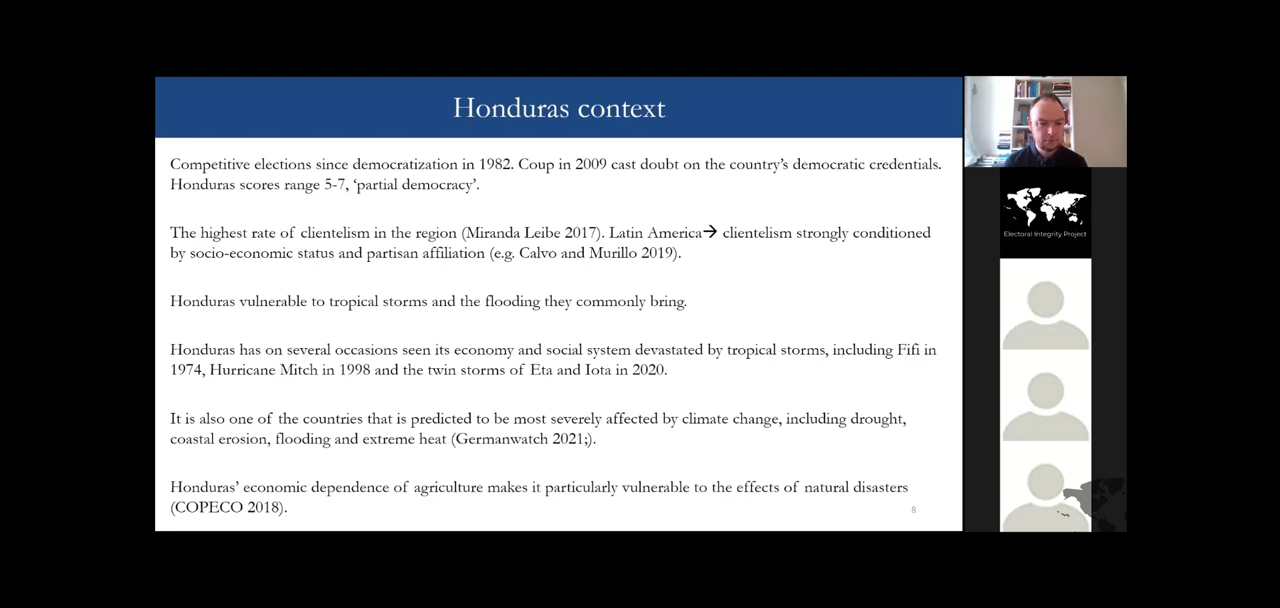 Honduras context
Competitive elections since democratization in 1982. Coup in 2009 cast doubt on the country’s democratic credentials.
Honduras scores range 5-7, ‘partial democracy’.
The highest rate of clientelism in the region (Miranda Leibe 2017). Latin America→ clientelism strongly conditioned
by socio-economic status and partisan affiliation (e.g. Calvo and Murillo 2019).
Honduras vulnerable to tropical storms and the flooding they commonly bring.
Honduras has on several occasions seen its economy and social system devastated by tropical storms, including Fifi in
1974, Hurricane Mitch in 1998 and the twin storms of Eta and Iota in 2020.
It is also one of the countries that is predicted to be most severely affected by climate change, including drought,
coastal erosion, flooding and extreme heat (Germanwatch 2021;).
Honduras’ economic dependence of agriculture makes it particularly vulnerable to the effects of natural disasters
(COPECO 2018).
8
Electoral Integrity Project